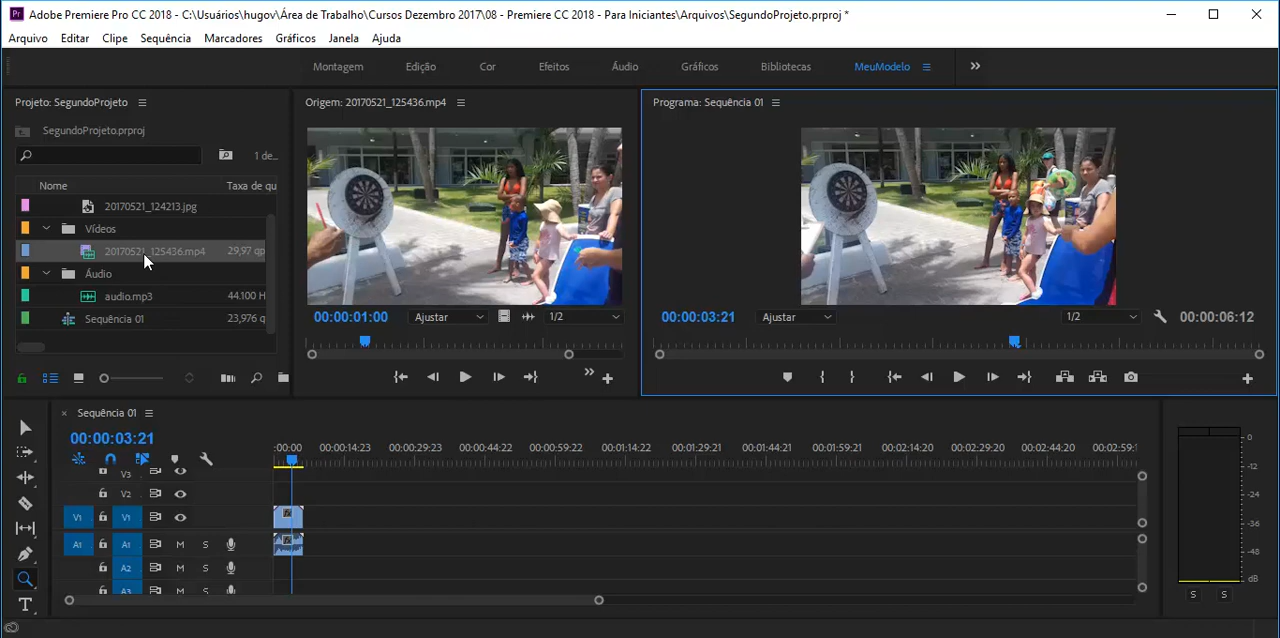 Adobe Premiere Pro CC 2018 - C:\Usuários\hugov\Área de Trabalho\Cursos Dezembro 2017\08 - Premiere CC 2018 - Para Iniciantes\Arquivos\SegundoProjeto.prproj *
Arquivo Editar Clipe Sequência Marcadores Gráficos Janela Ajuda
Montagem Edição Cor Efeitos Áudio Gráficos Bibliotecas MeuModelo
Projeto: SegundoProjeto
SegundoProjeto.prproj
1 de...
Nome Taxa de qu
20170521_124213.jpg
Vídeos
20170521_125436.mp4 29,97 qp
Áudio
audio.mp3 44.100 H
Sequência 01 23,976 q
Origem: 20170521_125436.mp4
00:00:01:00 Ajustar 1/2
Programa: Sequência 01
00:00:03:21 Ajustar 1/2 00:00:06:12
Sequência 01
00:00:03:21
:00:00 00:00:14:23 00:00:29:23 00:00:44:22 00:00:59:22 00:01:14:22 00:01:29:21 00:01:44:21 00:01:59:21 00:02:14:20 00:02:29:20 00:02:44:20 00:02:59:1
V3
V2
V1 V1
A1 A1 M S
A2 M S
A3 M S
0
-12
-24
-36
-48
dB
S S